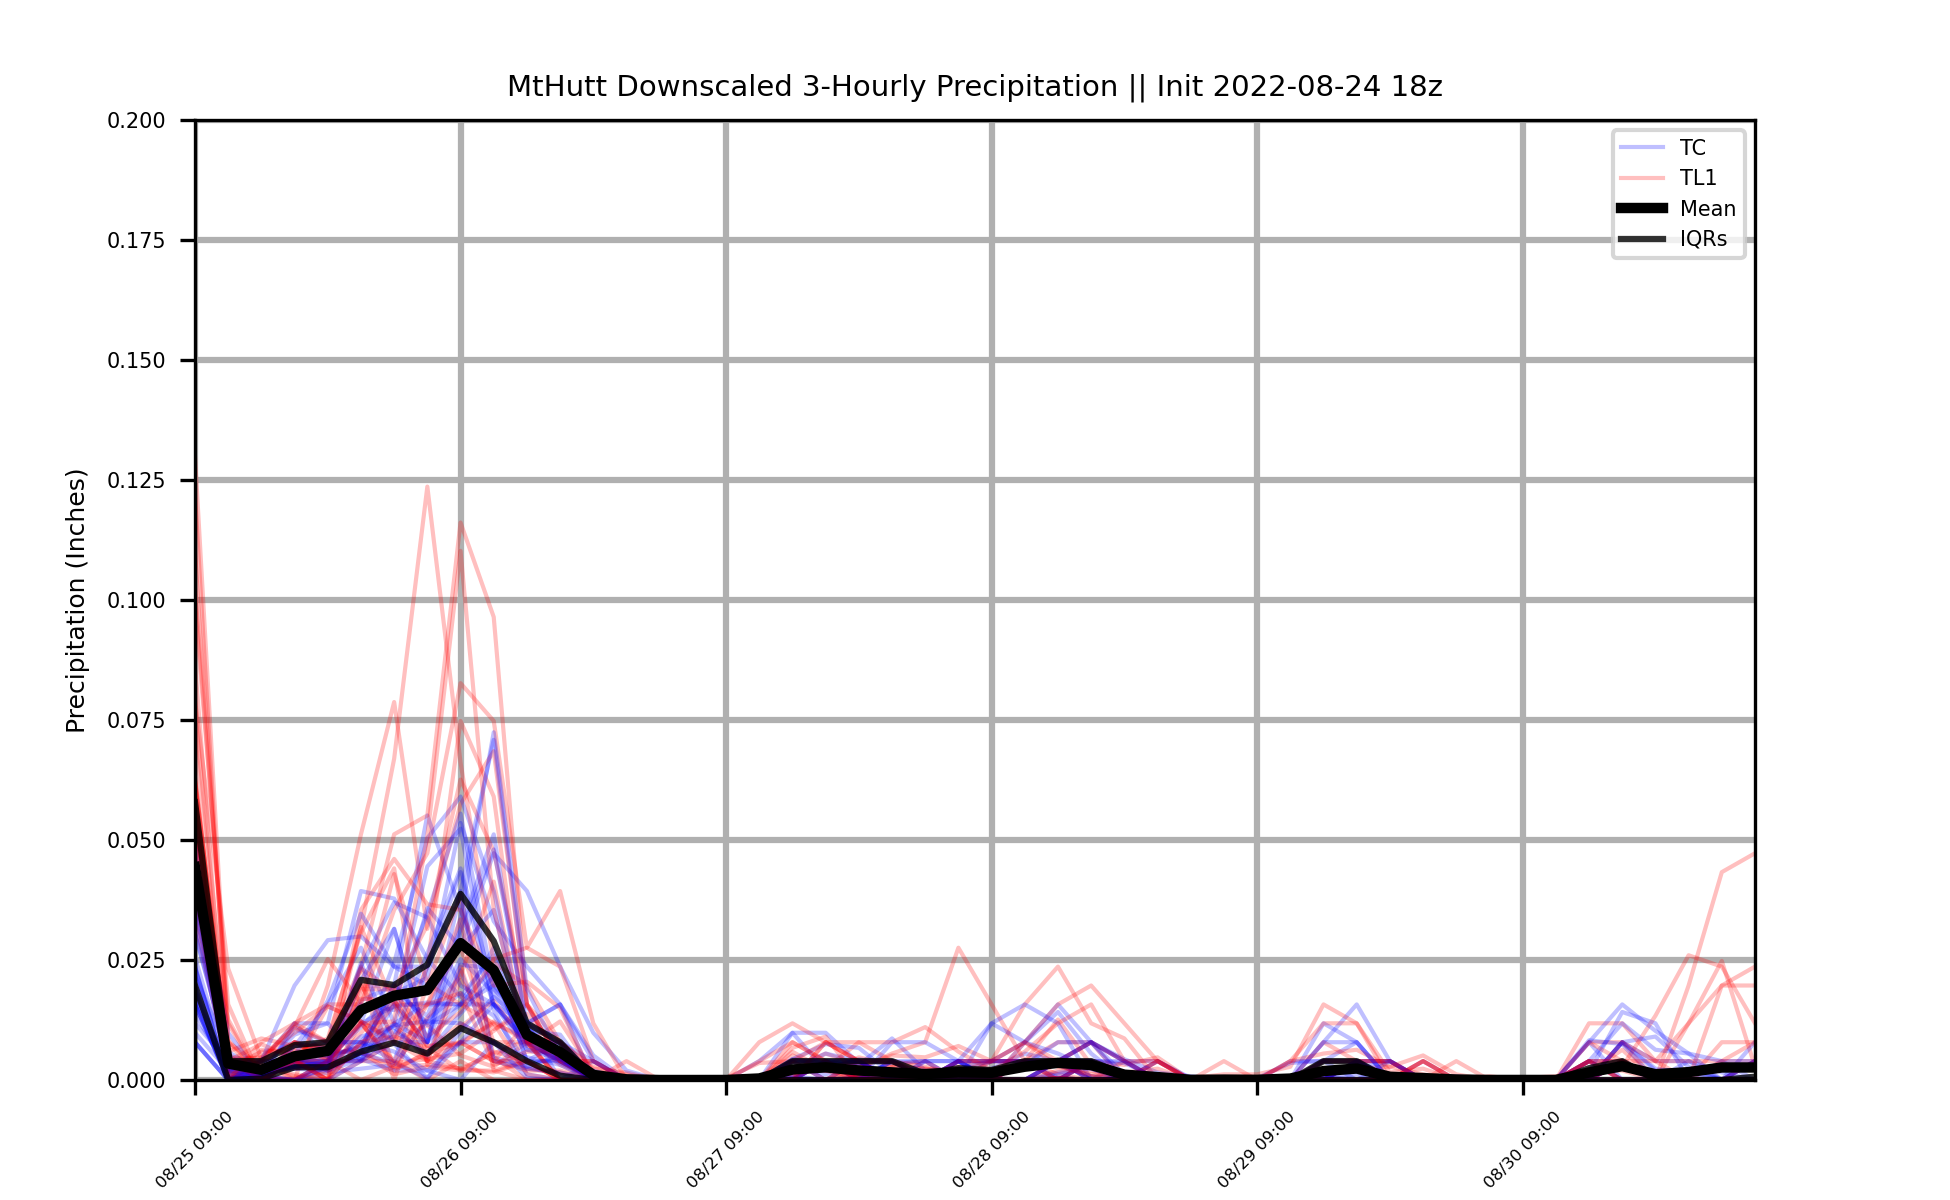 MtHutt Downscaled 3-Hourly Precipitation || Init 2022-08-24 18z
TC
TL1
Mean
IQRs
Precipitation (Inches)
0.200
0.175
0.150
0.125
0.100
0.075
0.050
0.025
0.000
08/25 09:00
08/26 09:00
08/27 09:00
08/28 09:00
08/29 09:00
08/30 09:00